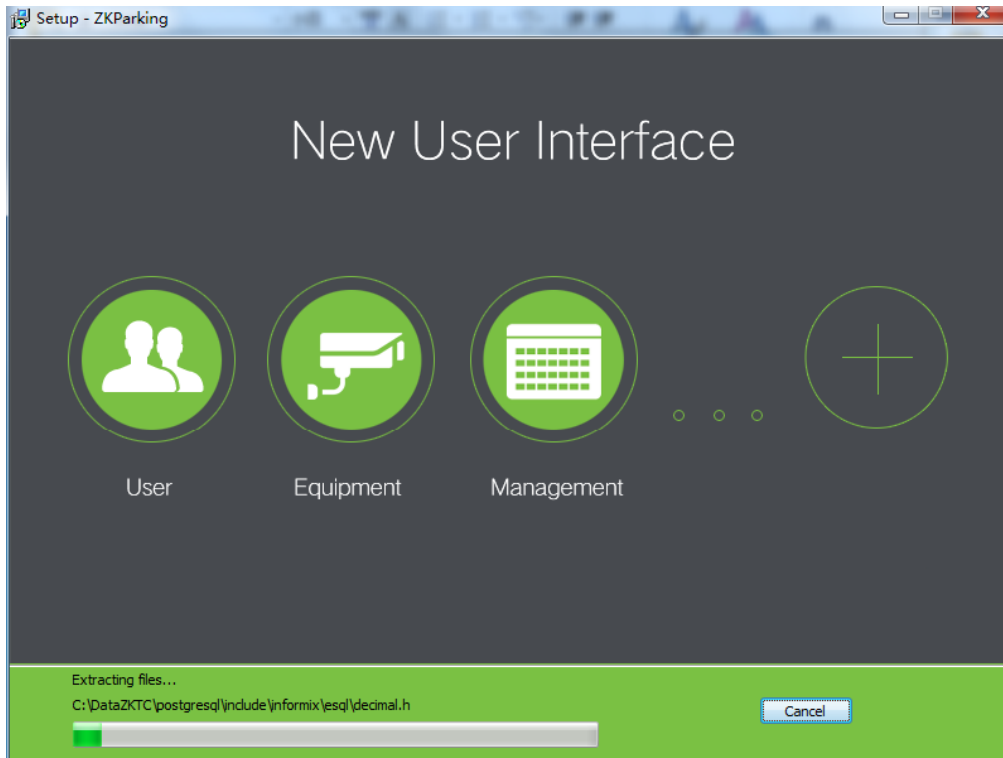 Setup - ZKParking
New User Interface
User
Equipment
Management
Extracting files...
C:\DataZKTC\postgresql\include\informix\esql\decimal.h
Cancel